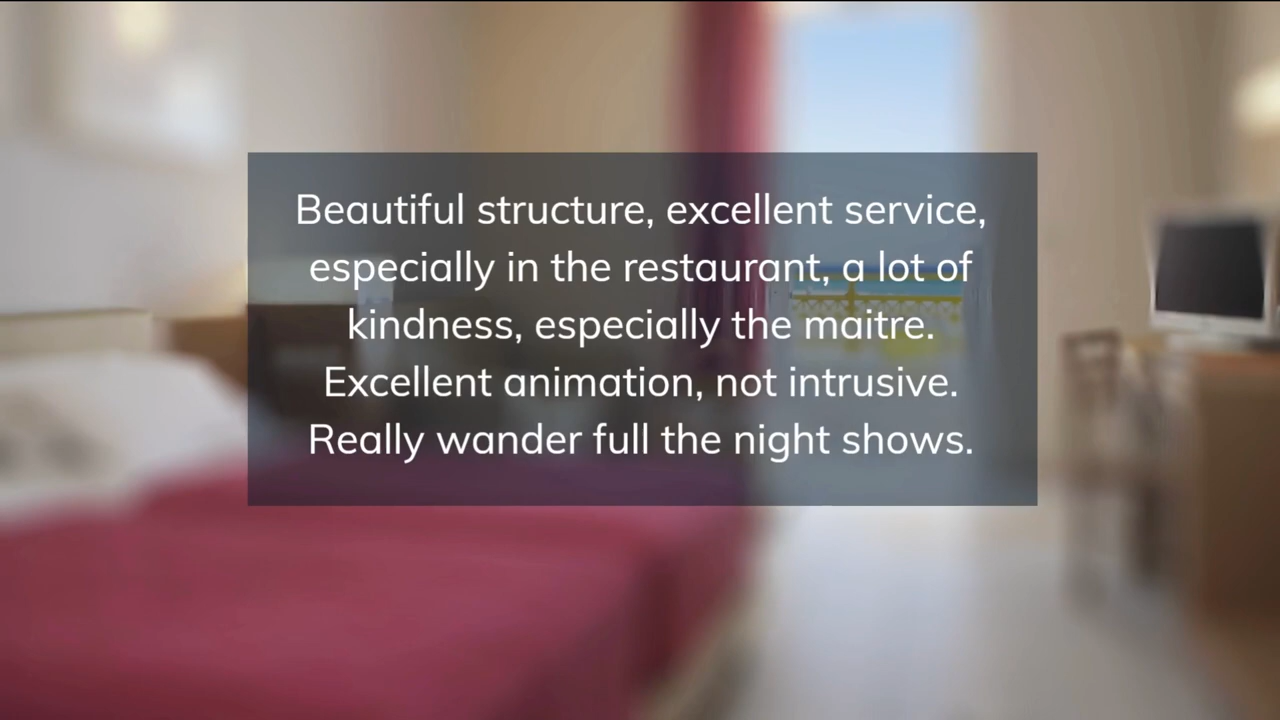 Beautiful structure, excellent service,
especially in the restaurant, a lot of
kindness, especially the maitre.
Excellent animation, not intrusive.
Really wander full the night shows.